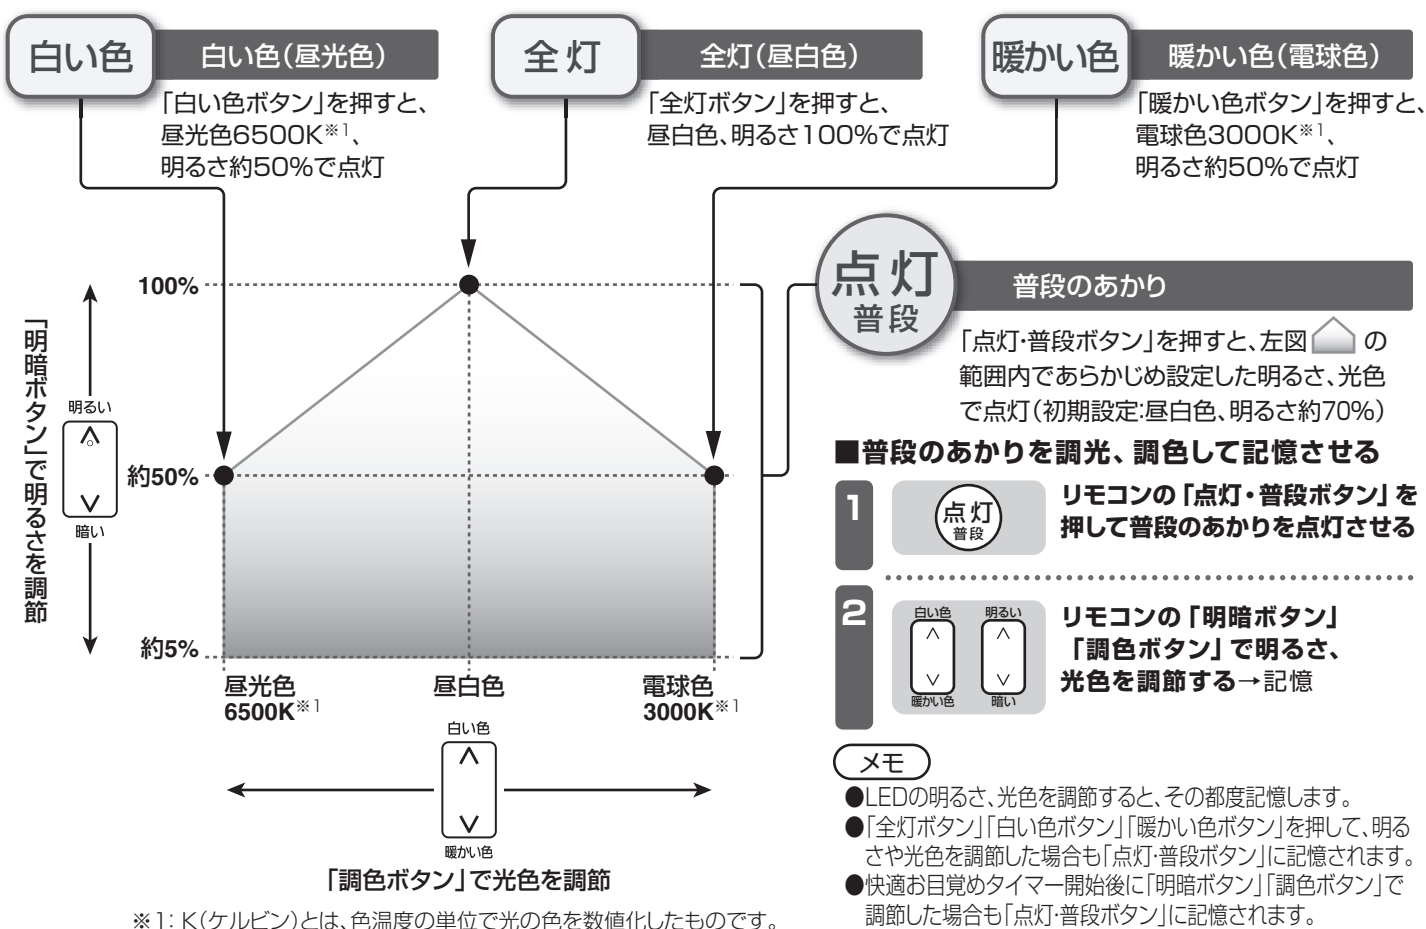 白い色
白い色(昼光色)
「白い色ボタン」を押すと、
昼光色6500K※1、
明るさ約50%で点灯
全灯
全灯(昼白色)
「全灯ボタン」を押すと、
昼白色、明るさ100%で点灯
暖かい色
暖かい色(電球色)
「暖かい色ボタン」を押すと、
電球色3000K※1、
明るさ約50%で点灯
「明暗ボタン」で明るさを調節
明るい
暗い
100%
約50%
約5%
昼光色
6500K※1
昼白色
電球色
3000K※1
白い色
暖かい色
「調色ボタン」で光色を調節
※1:K(ケルビン)とは、色温度の単位で光の色を数値化したものです。
点灯
普段
普段のあかり
「点灯・普段ボタン」を押すと、左図 の
範囲内であらかじめ設定した明るさ、光色
で点灯(初期設定:昼白色、明るさ約70%)
■普段のあかりを調光、調色して記憶させる
1
点灯
普段
リモコンの「点灯・普段ボタン」を
押して普段のあかりを点灯させる
2
白い色 明るい
暖かい色 暗い
リモコンの「明暗ボタン」
「調色ボタン」で明るさ、
光色を調節する→記憶
メモ
●LEDの明るさ、光色を調節すると、その都度記憶します。
●「全灯ボタン」「白い色ボタン」「暖かい色ボタン」を押して、明る
さや光色を調節した場合も「点灯・普段ボタン」に記憶されます。
●快適お目覚めタイマー開始後に「明暗ボタン」「調色ボタン」で
調節した場合も「点灯・普段ボタン」に記憶されます。